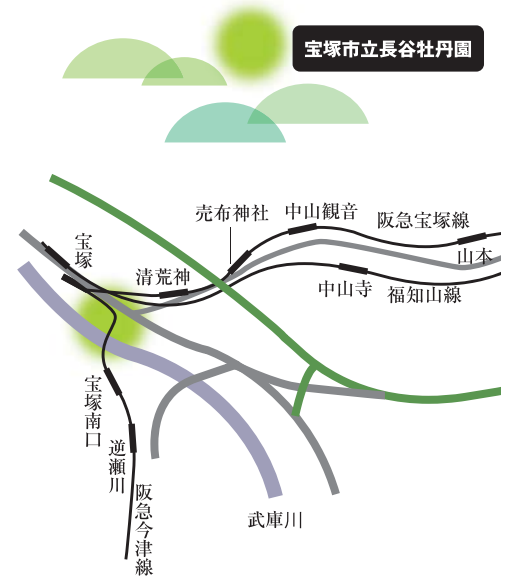 宝塚市立長谷牡丹園
売布神社
中山観音
阪急宝塚線
宝塚
清荒神
山本
中山寺
福知山線
宝塚南口
逆瀬川
阪急今津線
武庫川